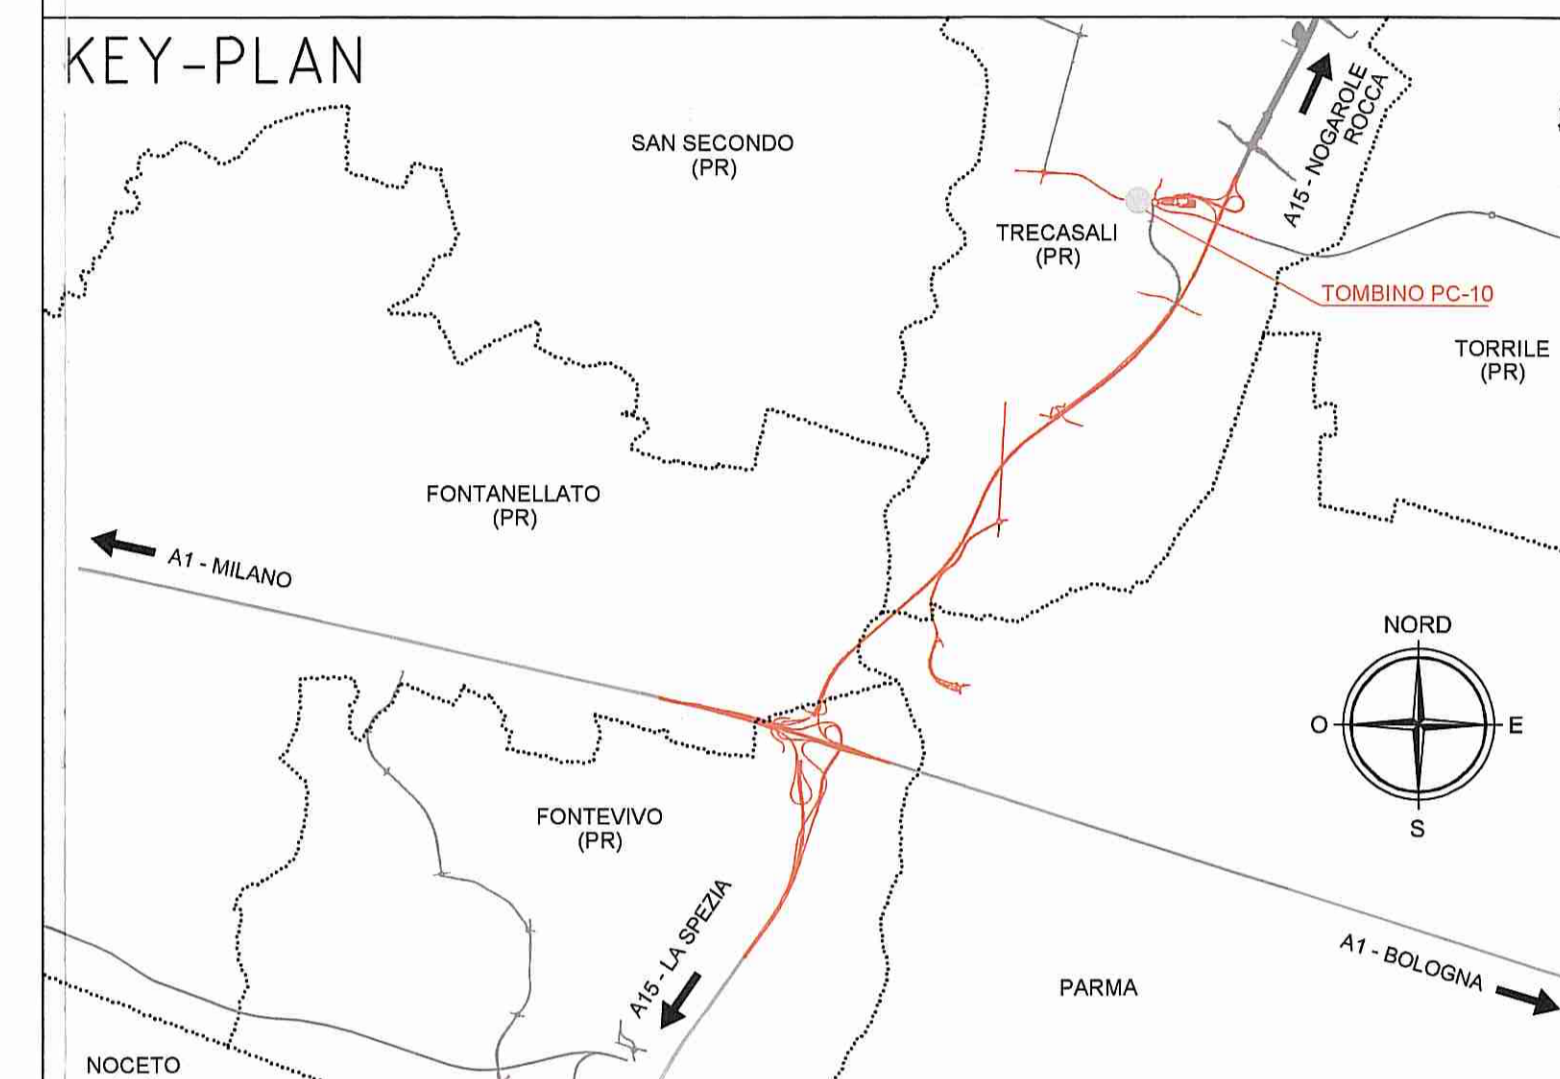 KEY-PLAN
SAN SECONDO
(PR)
A15 - NOGAROLE
ROCCA
TRECASALI
(PR)
TOMBINO PC-10
TORRILE
(PR)
FONTANELLATO
(PR)
A1 - MILANO
NORD
O
E
S
FONTEVIVO
(PR)
A15 - LA SPEZIA
A1 - BOLOGNA
PARMA
NOCETO